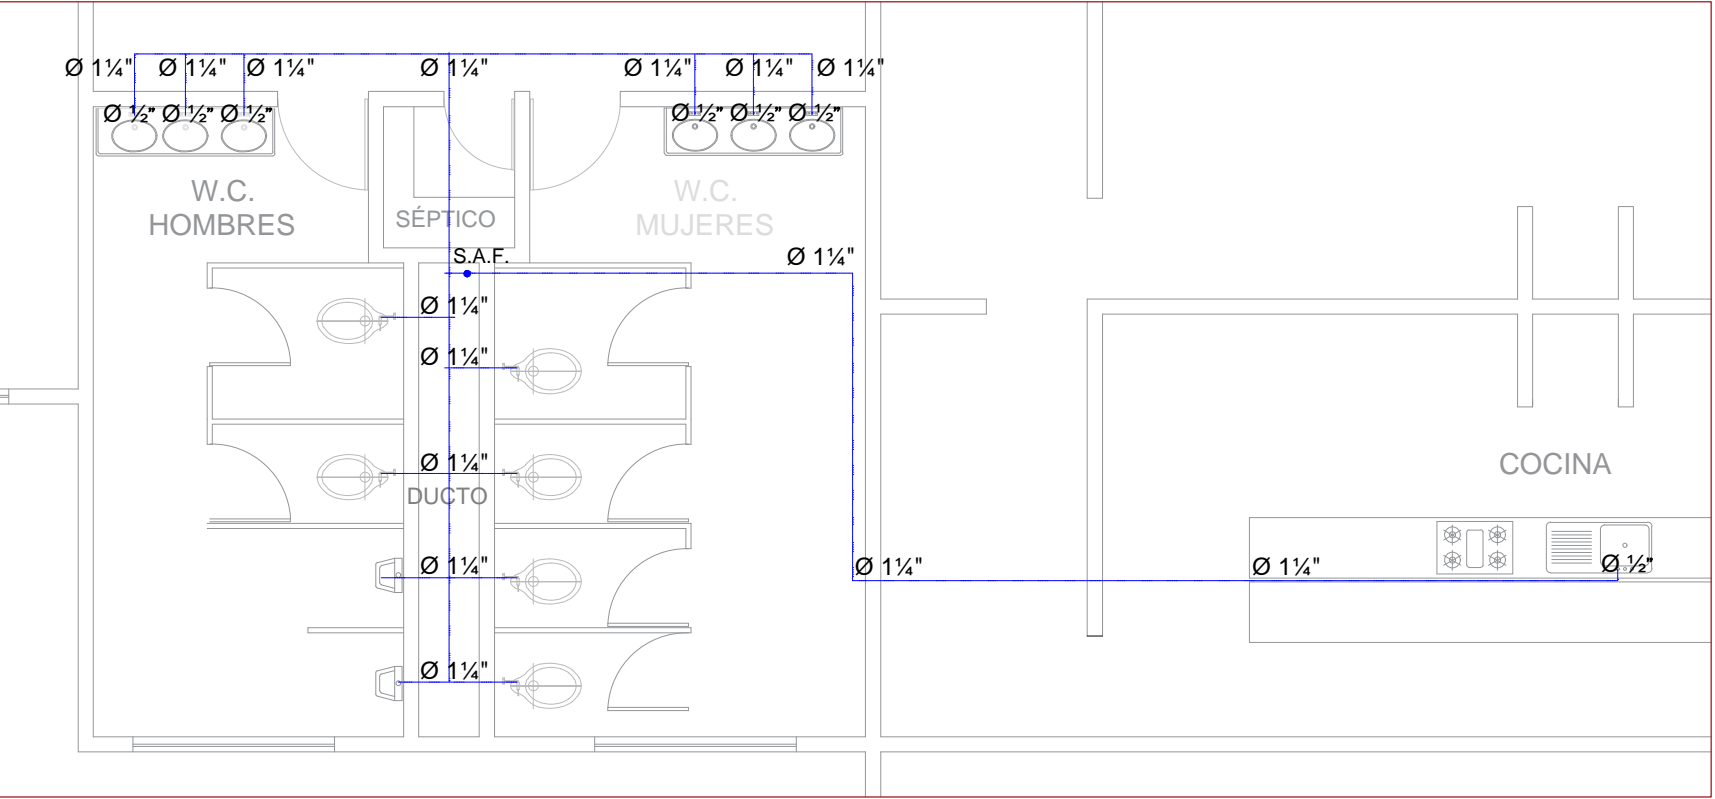 Ø 1¼" Ø 1¼" Ø 1¼" Ø 1¼" Ø 1¼" Ø 1¼" Ø 1¼"
Ø ½" Ø ½" Ø ½" Ø ½" Ø ½" Ø ½"
W.C.
HOMBRES
SÉPTICO
W.C.
MUJERES
S.A.F.
Ø 1¼"
Ø 1¼"
Ø 1¼"
Ø 1¼"
DUCTO
COCINA
Ø 1¼"
Ø 1¼"
Ø 1¼"
Ø ½"
Ø 1¼"